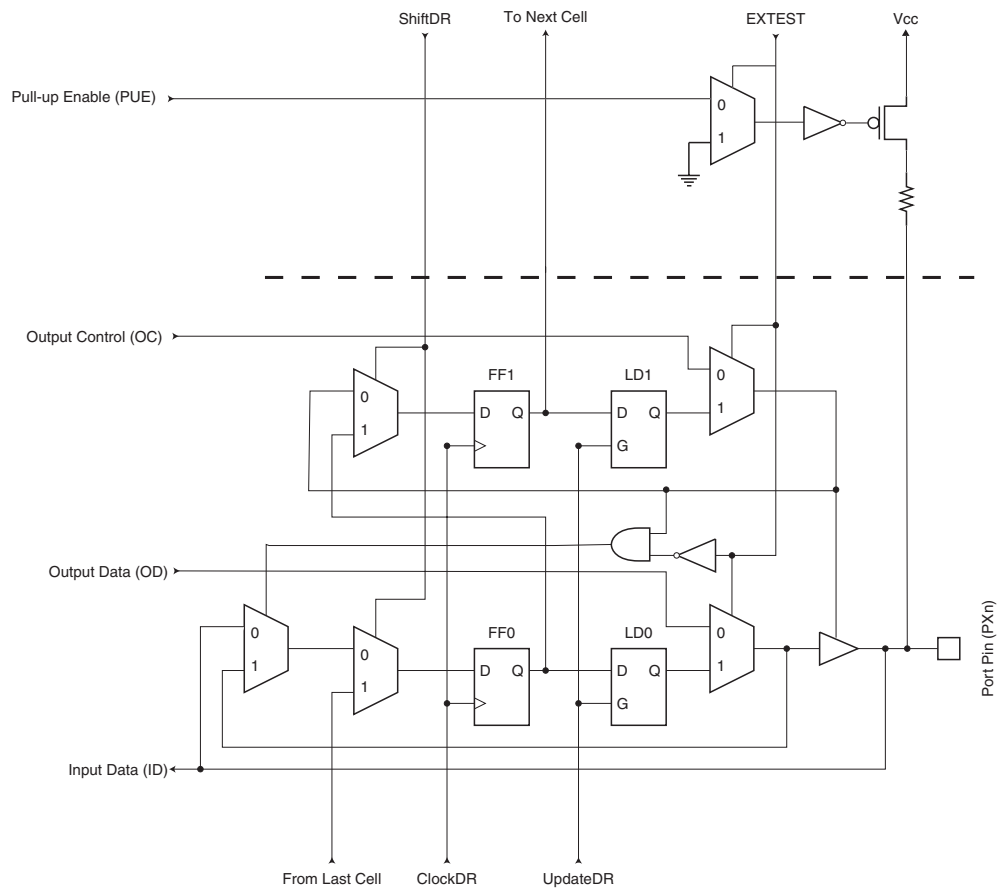 ShiftDR
To Next Cell
EXTEST
Vcc
Pull-up Enable (PUE)
0
1
Output Control (OC)
FF1
LD1
0
1
0
1
D Q
D Q
G
Output Data (OD)
FF0
LD0
0
1
0
1
0
1
D Q
D Q
G
Port Pin (PXn)
Input Data (ID)
From Last Cell
ClockDR
UpdateDR